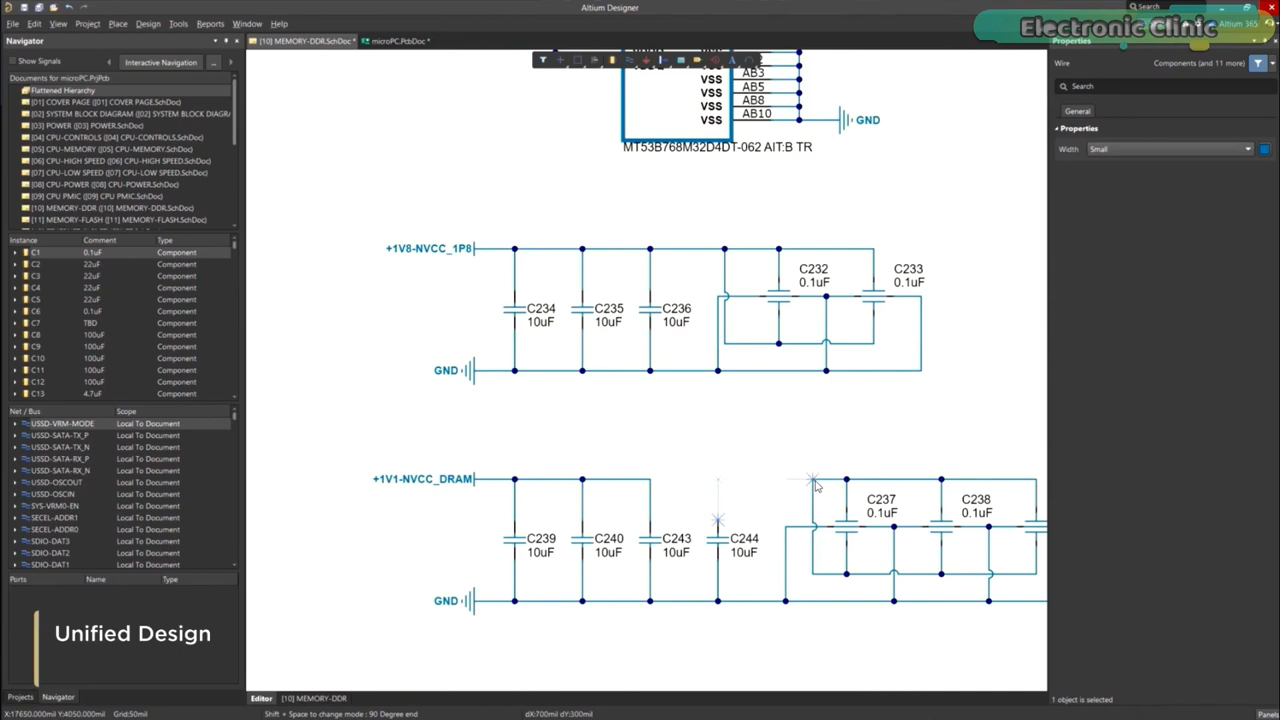 Altium Designer
Search
Electronic Clinic
Altium 365
File Edit View Project Place Design Tools Reports Window Help
Navigator
[10] MEMORY-DDR.SchDoc *
microPC.PcbDoc *
Properties
Show Signals
Interactive Navigation
...
Wire
Components (and 11 more)
Documents for microPC.PrjPcb
Search
Flattened Hierarchy
[01] COVER PAGE ([01] COVER PAGE.SchDoc)
[02] SYSTEM BLOCK DIAGRAM ([02] SYSTEM BLOCK DIAGRA
[03] POWER ([03] POWER.SchDoc)
[04] CPU-CONTROLS ([04] CPU-CONTROLS.SchDoc)
[05] CPU-MEMORY ([05] CPU-MEMORY.SchDoc)
[06] CPU-HIGH SPEED ([06] CPU-HIGH SPEED.SchDoc)
[07] CPU-LOW SPEED ([07] CPU-LOW SPEED.SchDoc)
[08] CPU-POWER ([08] CPU-POWER.SchDoc)
[09] CPU PMIC ([09] CPU PMIC.SchDoc)
[10] MEMORY-DDR ([10] MEMORY-DDR.SchDoc)
[11] MEMORY-FLASH ([11] MEMORY-FLASH.SchDoc)
General
Properties
Width Small
Instance Comment Type
C1 0.1uF Component
C2 22uF Component
C3 22uF Component
C4 22uF Component
C5 22uF Component
C6 0.1uF Component
C7 TBD Component
C8 100uF Component
C9 100uF Component
C10 100uF Component
C11 100uF Component
C12 100uF Component
C13 4.7uF Component
Net / Bus Scope
USSD-VRM-MODE Local To Document
USSD-SATA-TX_P Local To Document
USSD-SATA-TX_N Local To Document
USSD-SATA-RX_P Local To Document
USSD-SATA-RX_N Local To Document
USSD-OSCOUT Local To Document
USSD-OSCIN Local To Document
SYS-VRM0-EN Local To Document
SECEL-ADDR1 Local To Document
SECEL-ADDR0 Local To Document
SDIO-DAT3 Local To Document
SDIO-DAT2 Local To Document
SDIO-DAT1 Local To Document
Ports Name Type
Unified Design
Projects Navigator
VSS AB3
VSS AB5
VSS AB8
VSS AB10
GND
MT53B768M32D4DT-062 AIT:B TR
+1V8-NVCC_1P8
C232
0.1uF
C233
0.1uF
C234
10uF
C235
10uF
C236
10uF
GND
+1V1-NVCC_DRAM
C237
0.1uF
C238
0.1uF
C239
10uF
C240
10uF
C243
10uF
C244
10uF
GND
Editor [10] MEMORY-DDR
1 object is selected
X:17650.000mil Y:4050.000mil Grid:50mil
Shift + Space to change mode : 90 Degree end
dX:700mil dY:300mil
Panels